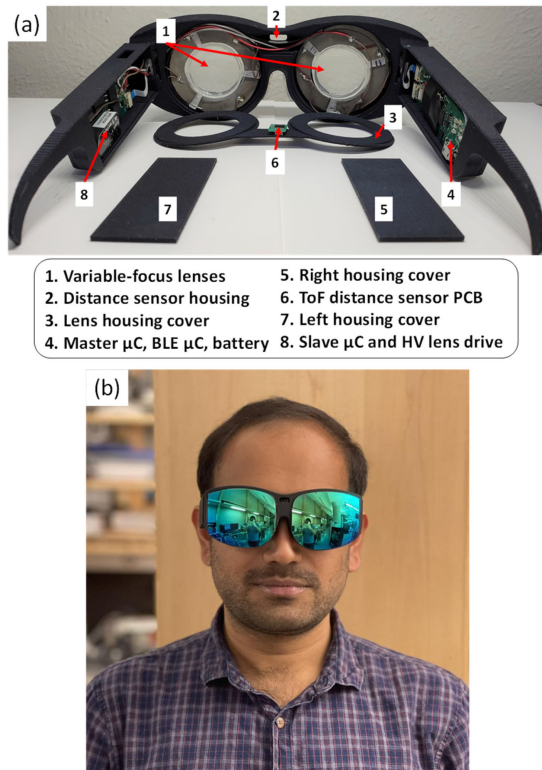 (a)
2
1
3
6
8
4
7
5
1. Variable-focus lenses
2. Distance sensor housing
3. Lens housing cover
4. Master µC, BLE µC, battery
5. Right housing cover
6. ToF distance sensor PCB
7. Left housing cover
8. Slave µC and HV lens drive
(b)